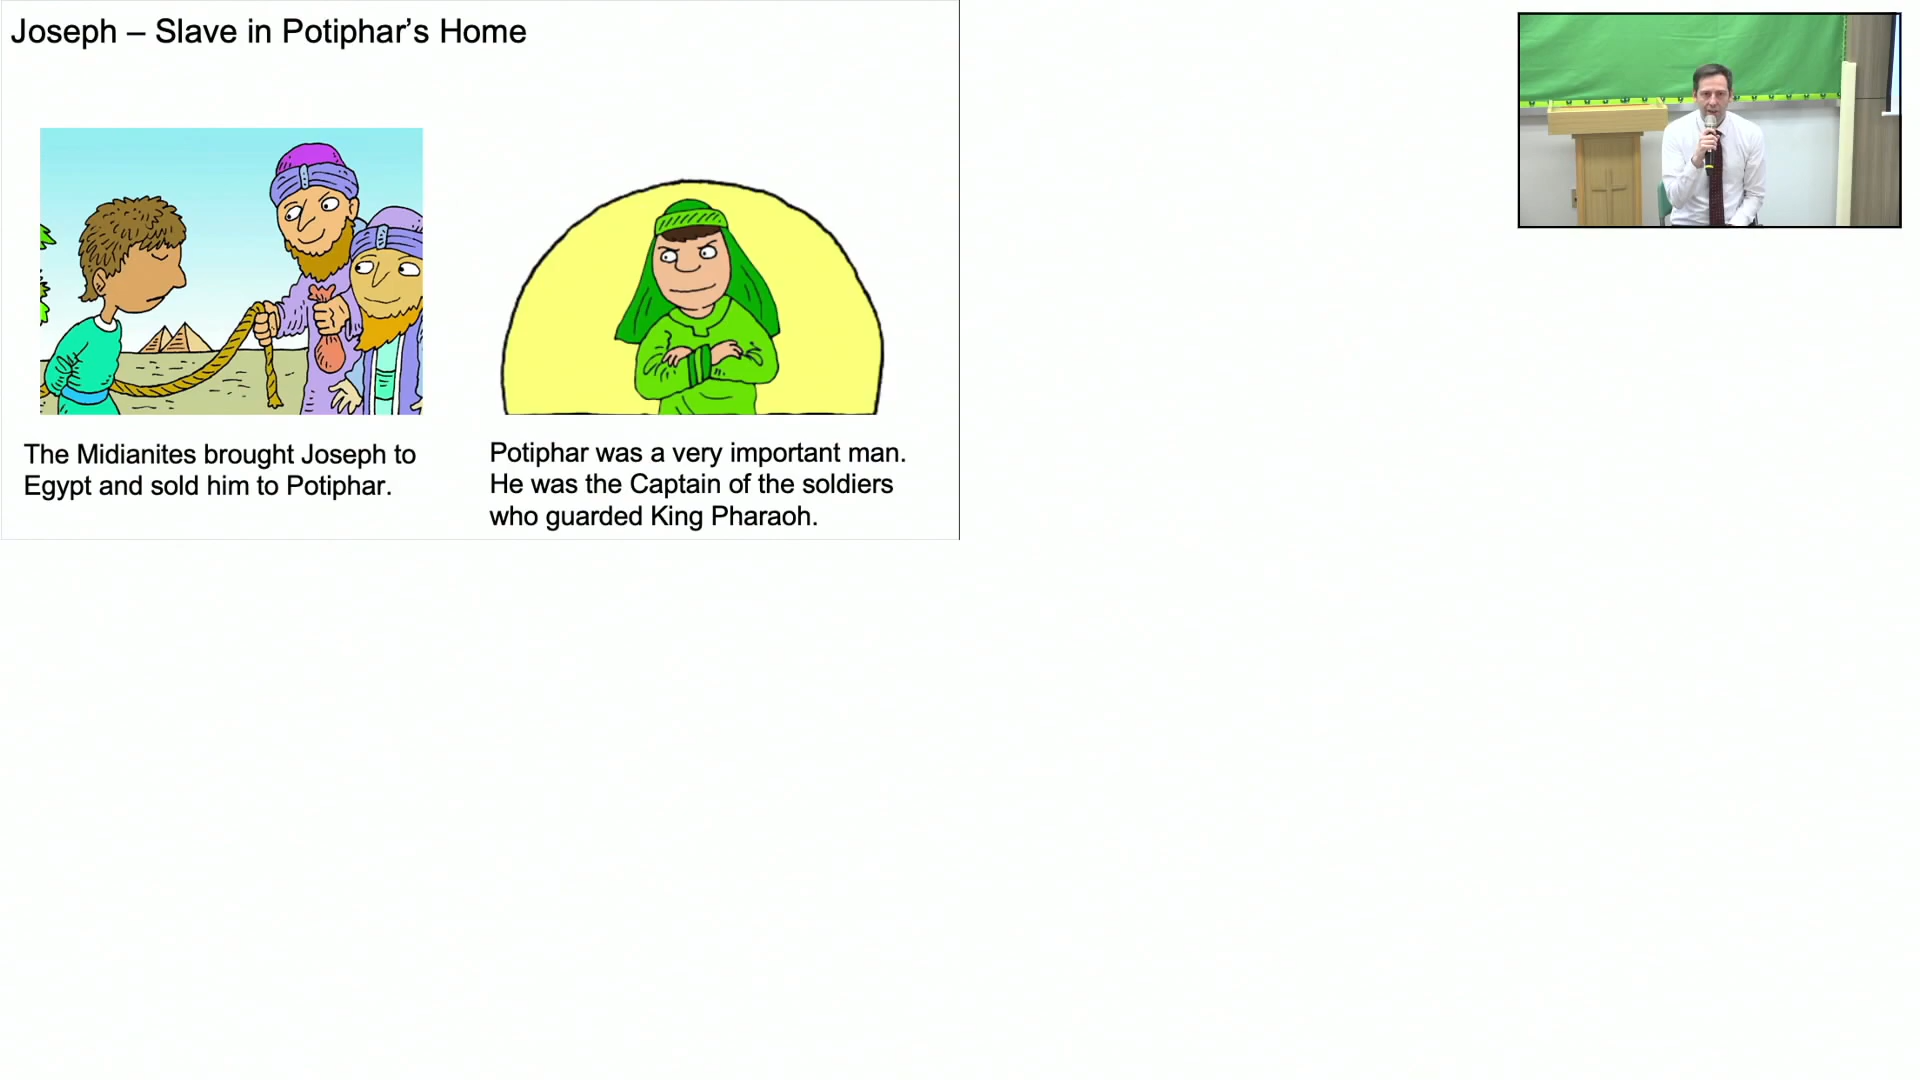 Joseph – Slave in Potiphar’s Home
The Midianites brought Joseph to
Egypt and sold him to Potiphar.
Potiphar was a very important man.
He was the Captain of the soldiers
who guarded King Pharaoh.